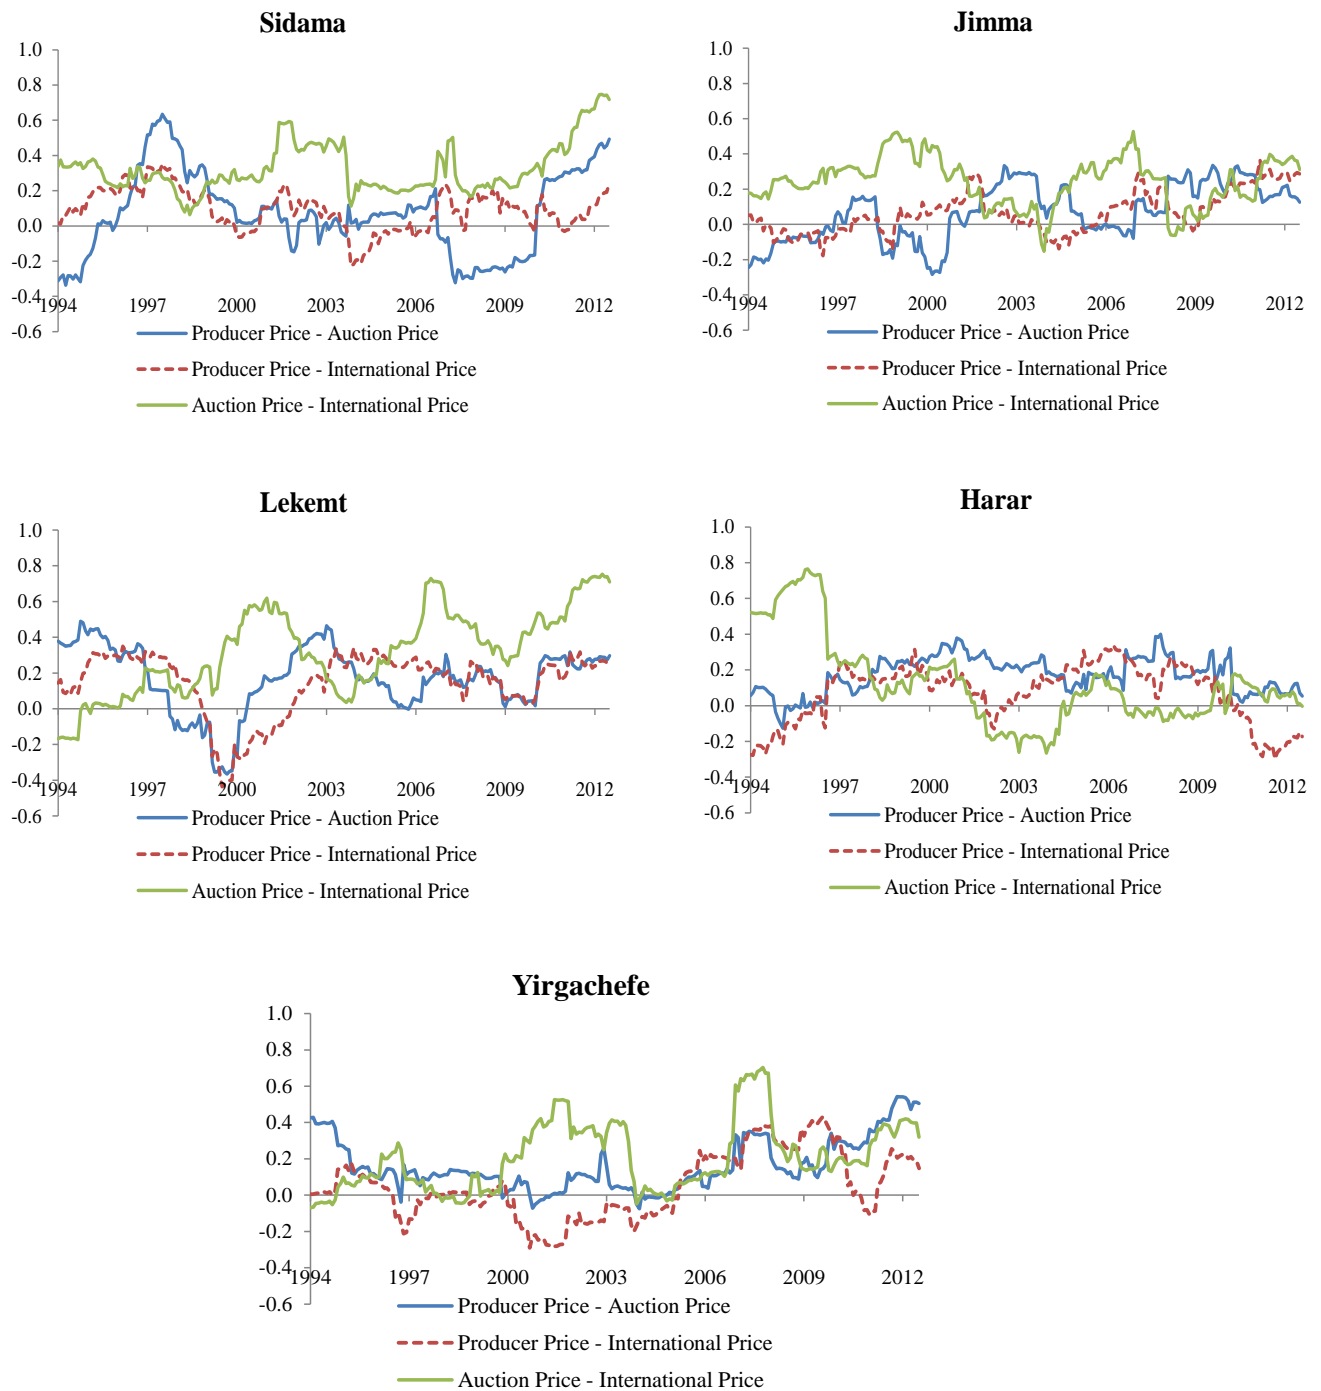 Sidama
1.0
0.8
0.6
0.4
0.2
0.0
-0.2
-0.4
-0.6
1994 1997 2000 2003 2006 2009 2012
Producer Price - Auction Price
Producer Price - International Price
Auction Price - International Price
Jimma
1.0
0.8
0.6
0.4
0.2
0.0
-0.2
-0.4
-0.6
1994 1997 2000 2003 2006 2009 2012
Producer Price - Auction Price
Producer Price - International Price
Auction Price - International Price
Lekemt
1.0
0.8
0.6
0.4
0.2
0.0
-0.2
-0.4
-0.6
1994 1997 2000 2003 2006 2009 2012
Producer Price - Auction Price
Producer Price - International Price
Auction Price - International Price
Harar
1.0
0.8
0.6
0.4
0.2
0.0
-0.2
-0.4
-0.6
1994 1997 2000 2003 2006 2009 2012
Producer Price - Auction Price
Producer Price - International Price
Auction Price - International Price
Yirgachefe
1.0
0.8
0.6
0.4
0.2
0.0
-0.2
-0.4
-0.6
1994 1997 2000 2003 2006 2009 2012
Producer Price - Auction Price
Producer Price - International Price
Auction Price - International Price